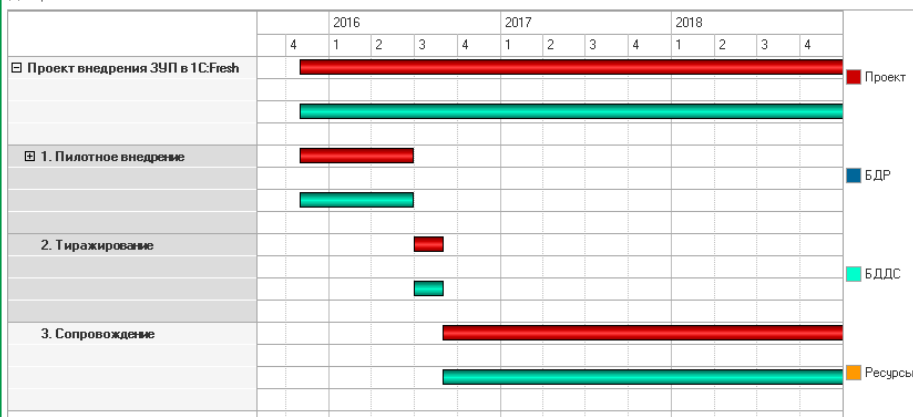 2016 2017 2018
4 1 2 3 4 1 2 3 4 1 2 3 4
Проект внедрения ЗУП в 1С:Fresh
Проект
1. Пилотное внедрение
БДР
2. Тиражирование
БДДС
3. Сопровождение
Ресурсы